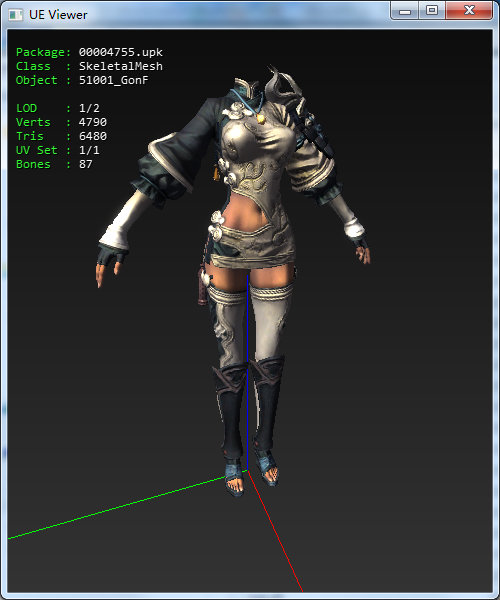 UE Viewer
Package: 00004755.upk
Class : SkeletalMesh
Object : 51001_GonF
LOD : 1/2
Verts : 4790
Tris : 6480
UV Set : 1/1
Bones : 87